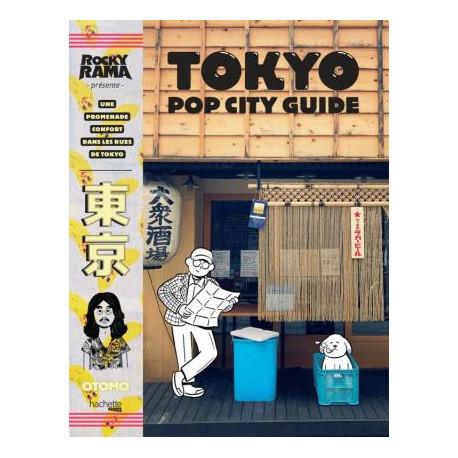 ROCKY
RAMA
- présente -
UNE
PROMENADE
CONFORT
DANS LES RUES
DE TOKYO
東京
OTOMO
hachette
HEROES
TOKYO
POP CITY GUIDE
大衆酒場